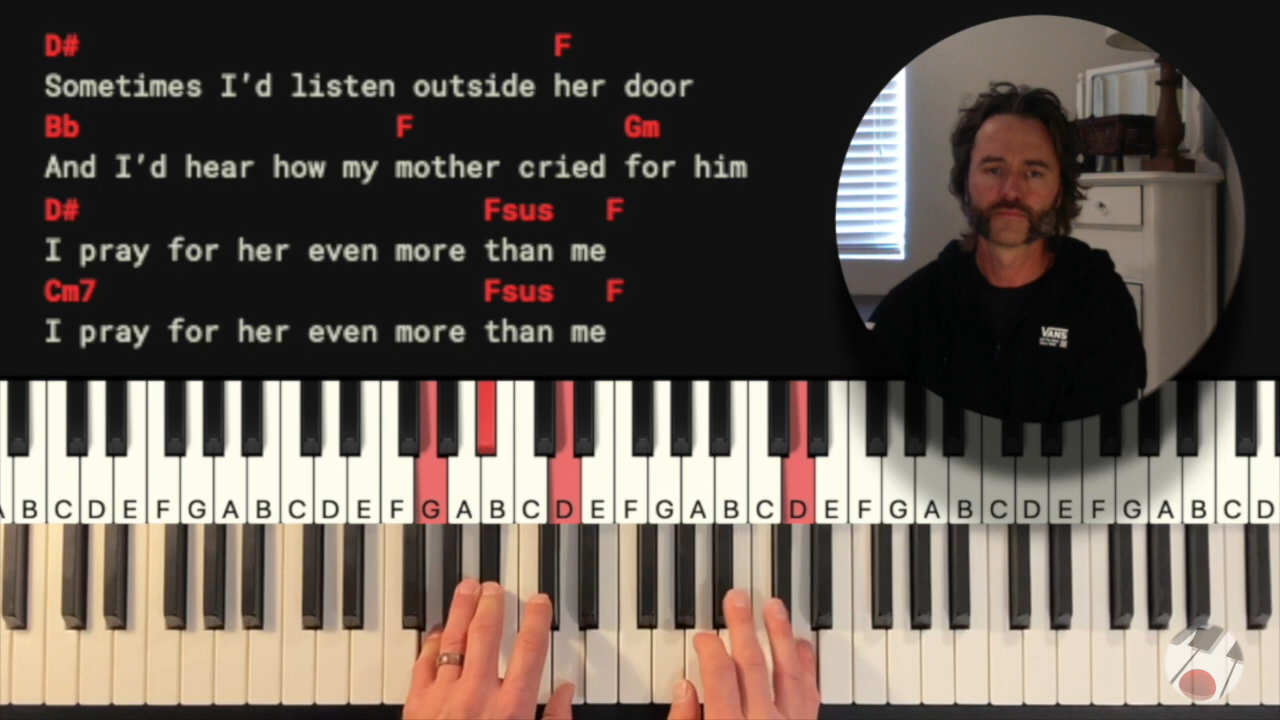 D# F
Sometimes I'd listen outside her door
Bb F Gm
And I'd hear how my mother cried for him
D# Fsus F
I pray for her even more than me
Cm7 Fsus F
I pray for her even more than me
VANS
A B C D E F G A B C D E F G A B C D E F G A B C D E F G A B C D E F G A B C D